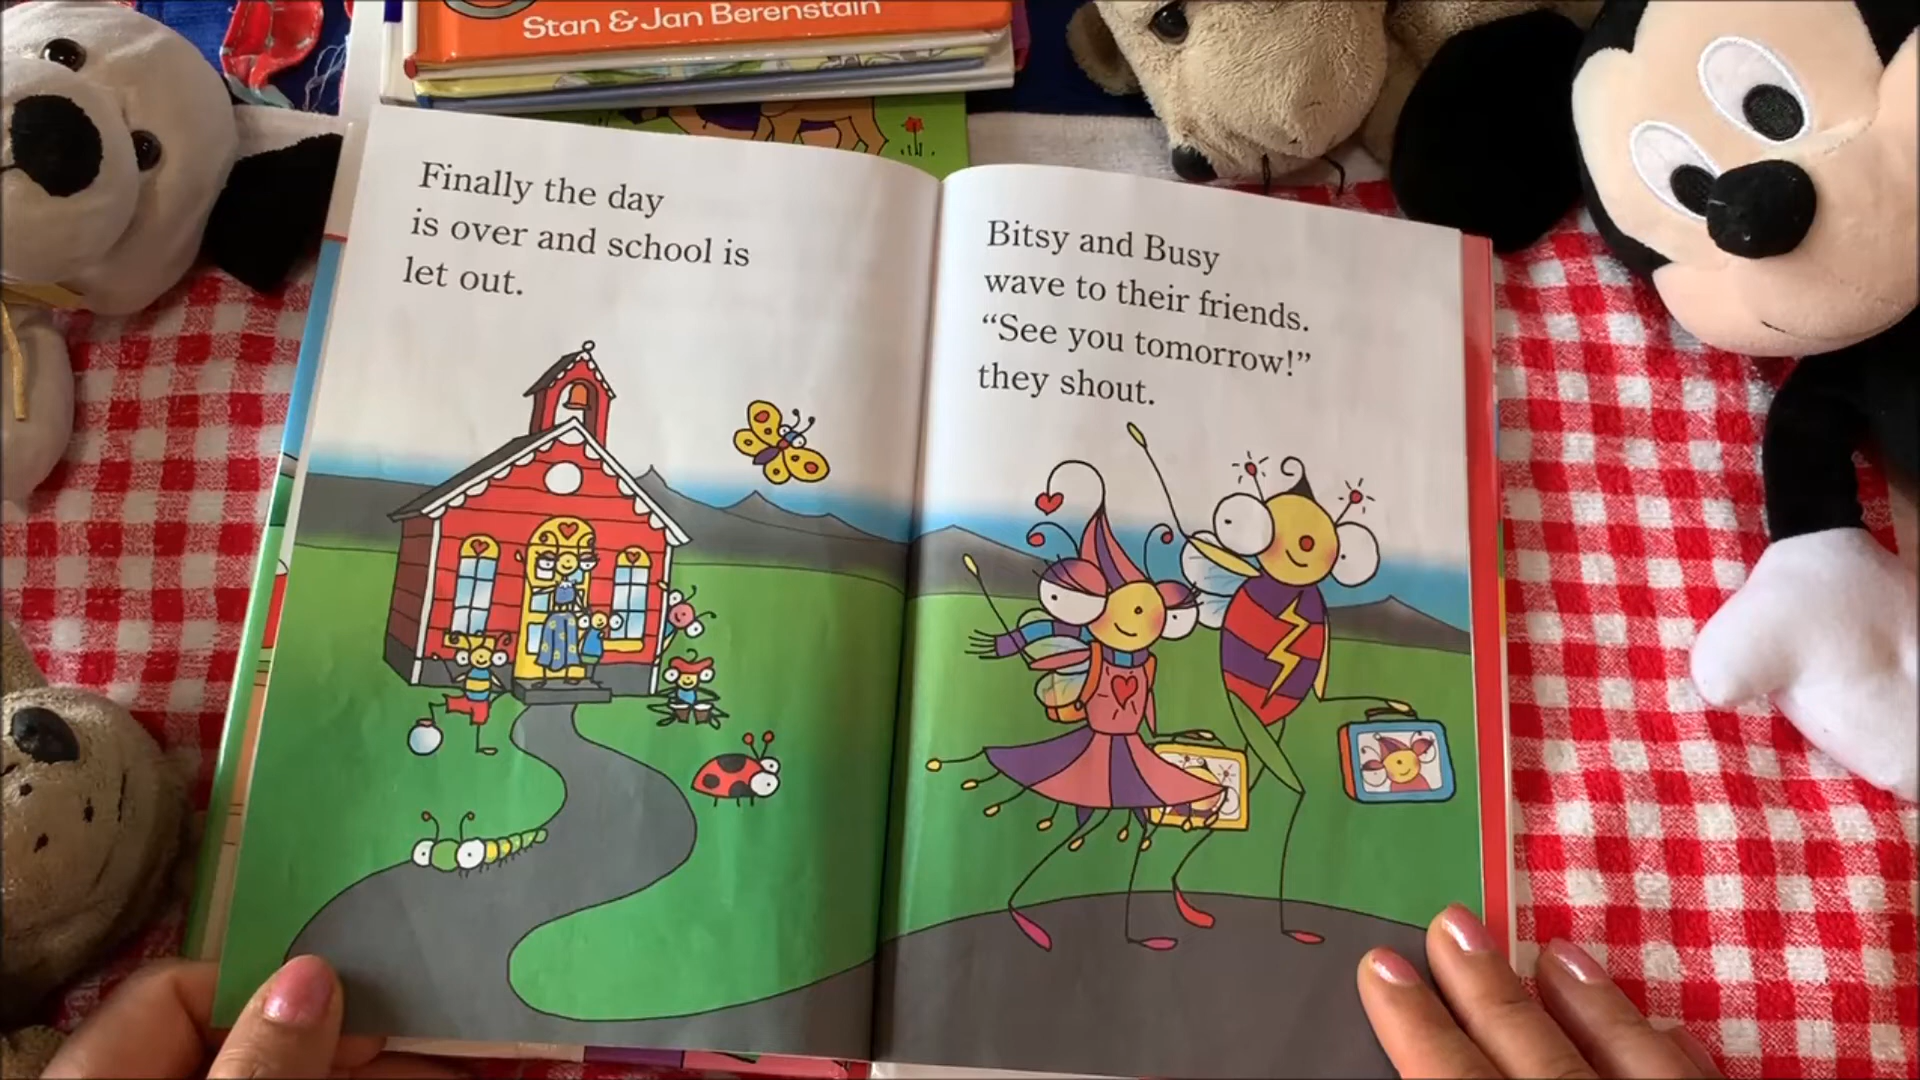 Stan & Jan Berenstain
Finally the day
is over and school is
let out.
Bitsy and Busy
wave to their friends.
“See you tomorrow!”
they shout.